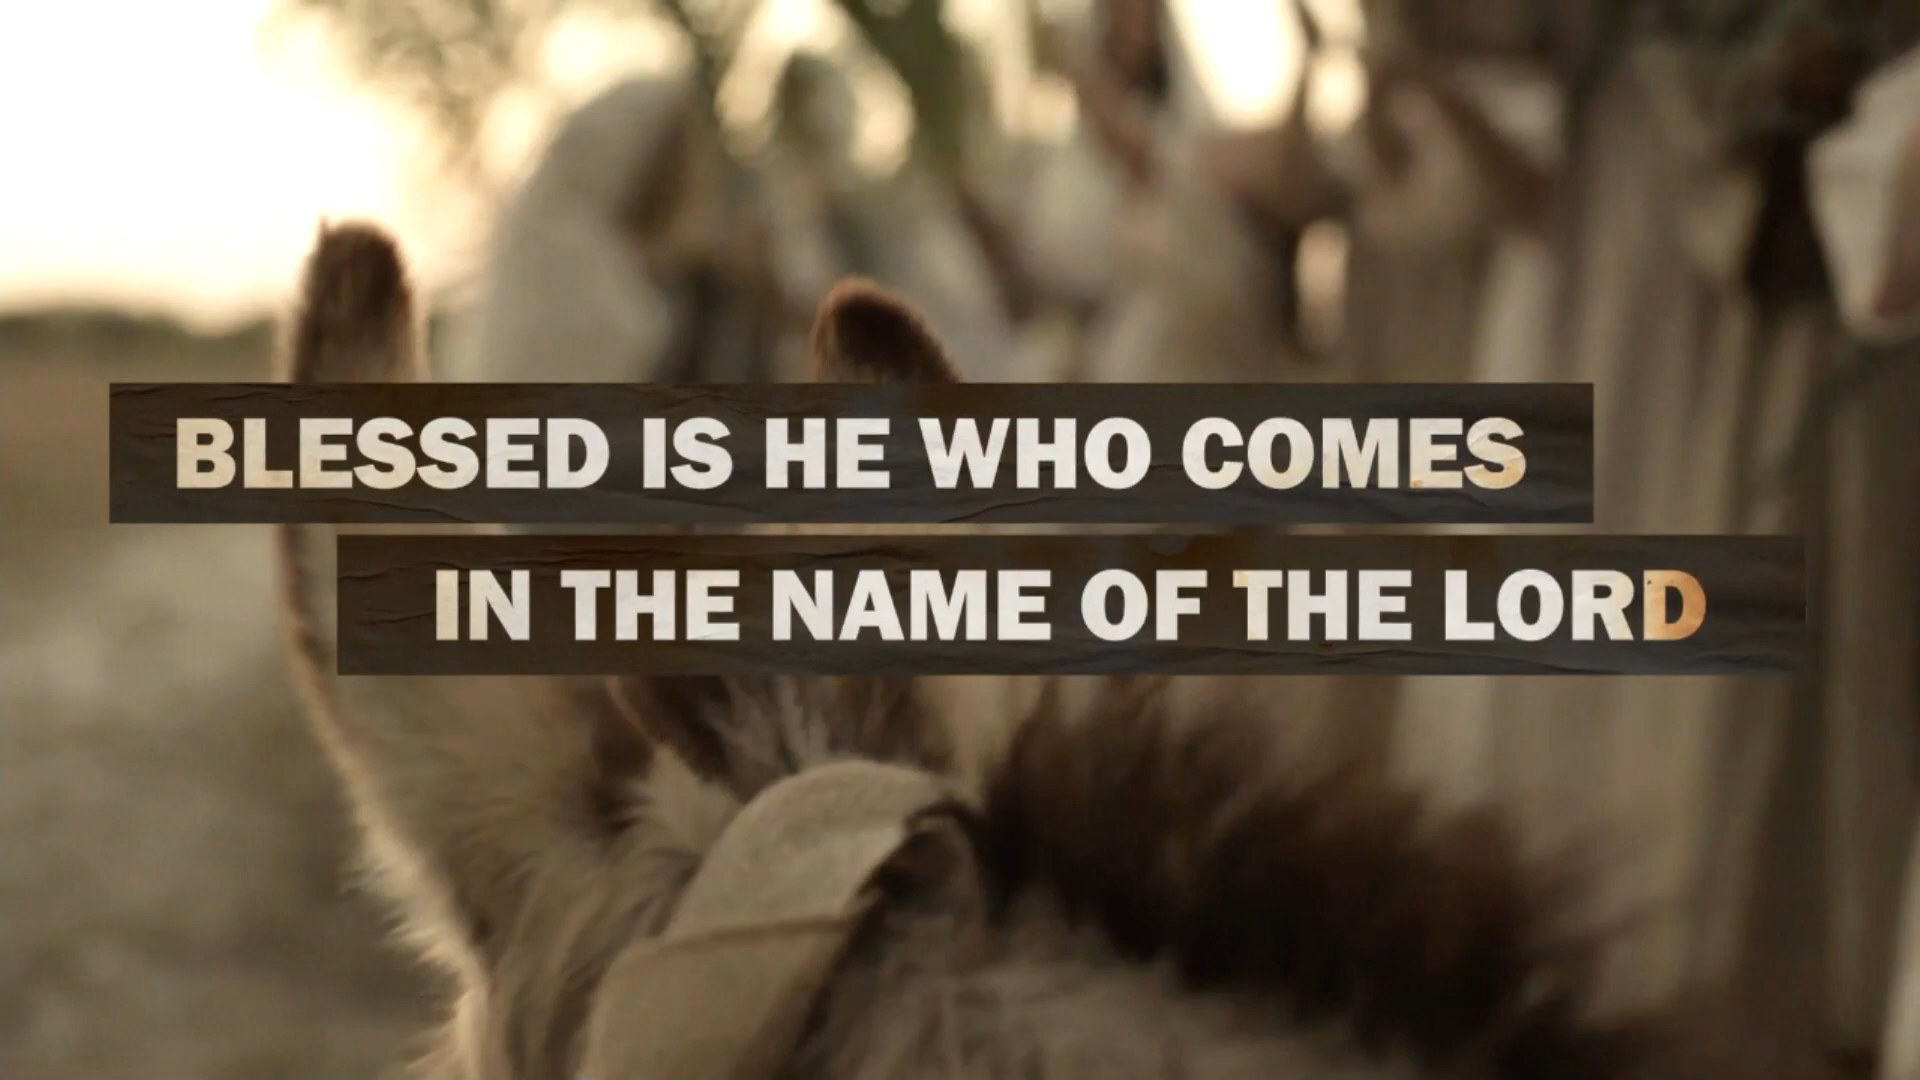 BLESSED IS HE WHO COMES
IN THE NAME OF THE LORD